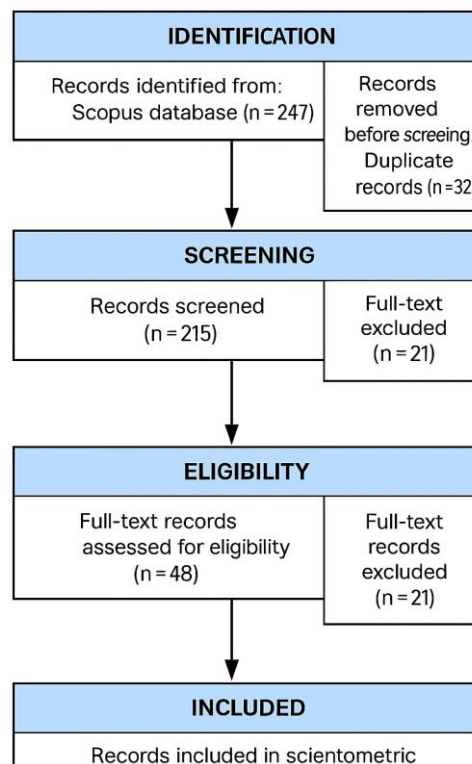 IDENTIFICATION
Records identified from:
Scopus database (n = 247)
Records
removed
before screeing
Duplicate
records (n =32
SCREENING
Records screened
(n = 215)
Full-text
excluded
(n = 21)
ELIGIBILITY
Full-text records
assessed for eligibility
(n = 48)
Full-text
records
excluded
(n = 21)
INCLUDED
Records included in scientometric